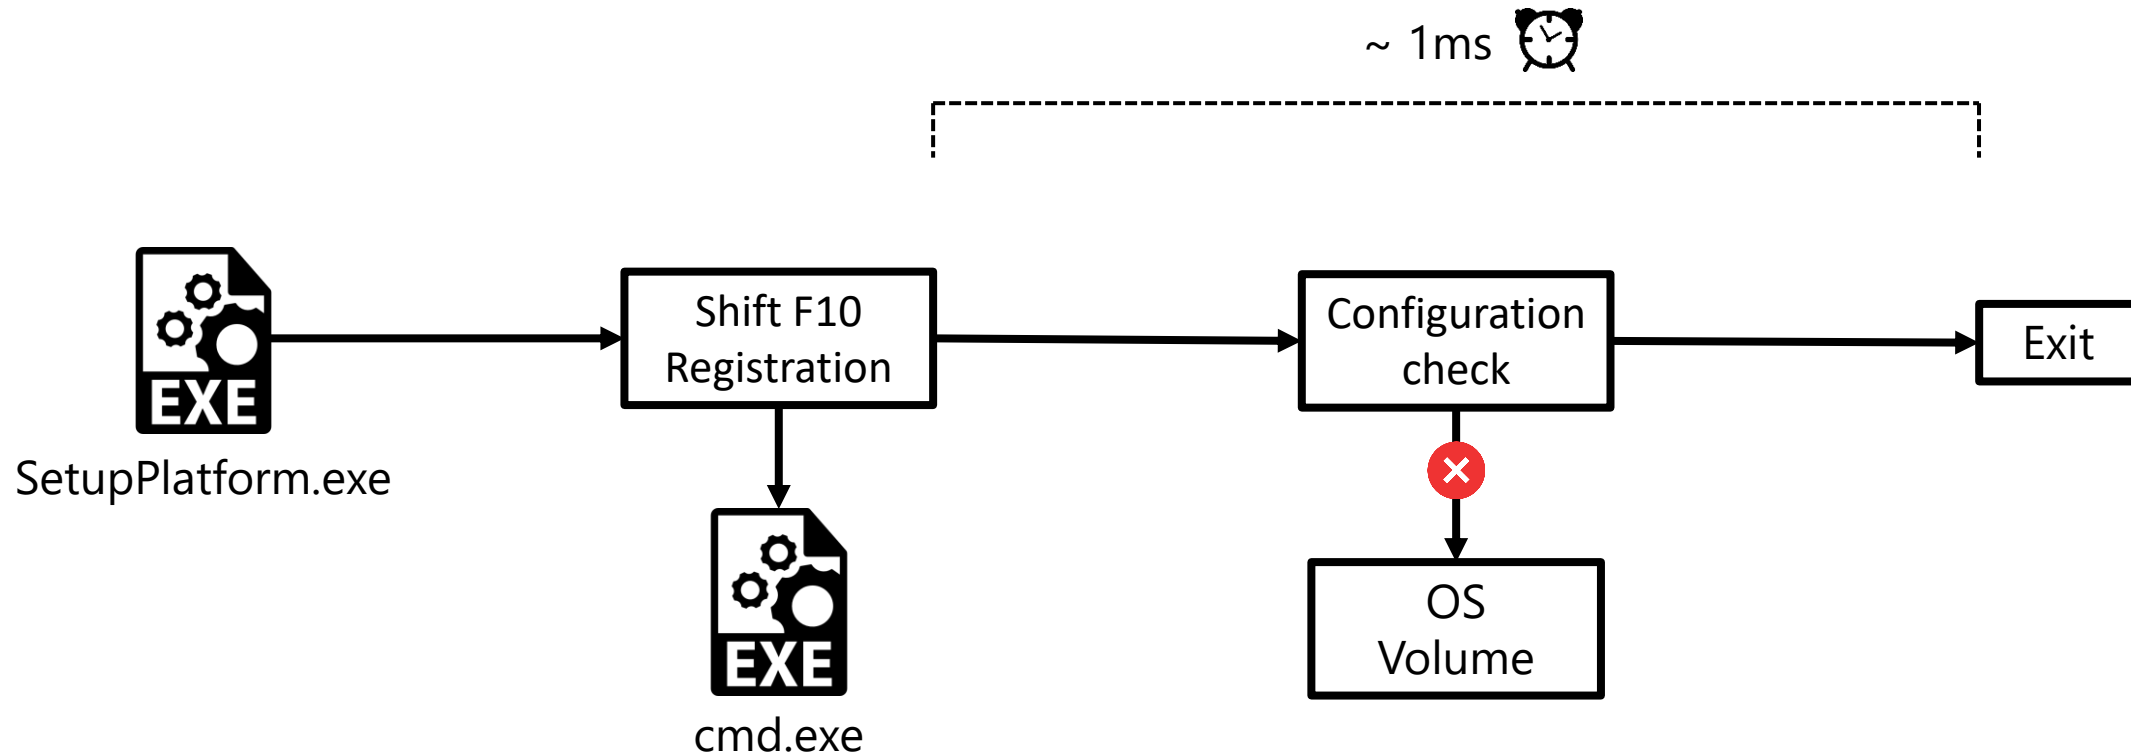 ~ 1ms
EXE
SetupPlatform.exe
Shift F10
Registration
EXE
cmd.exe
Configuration
check
OS
Volume
Exit